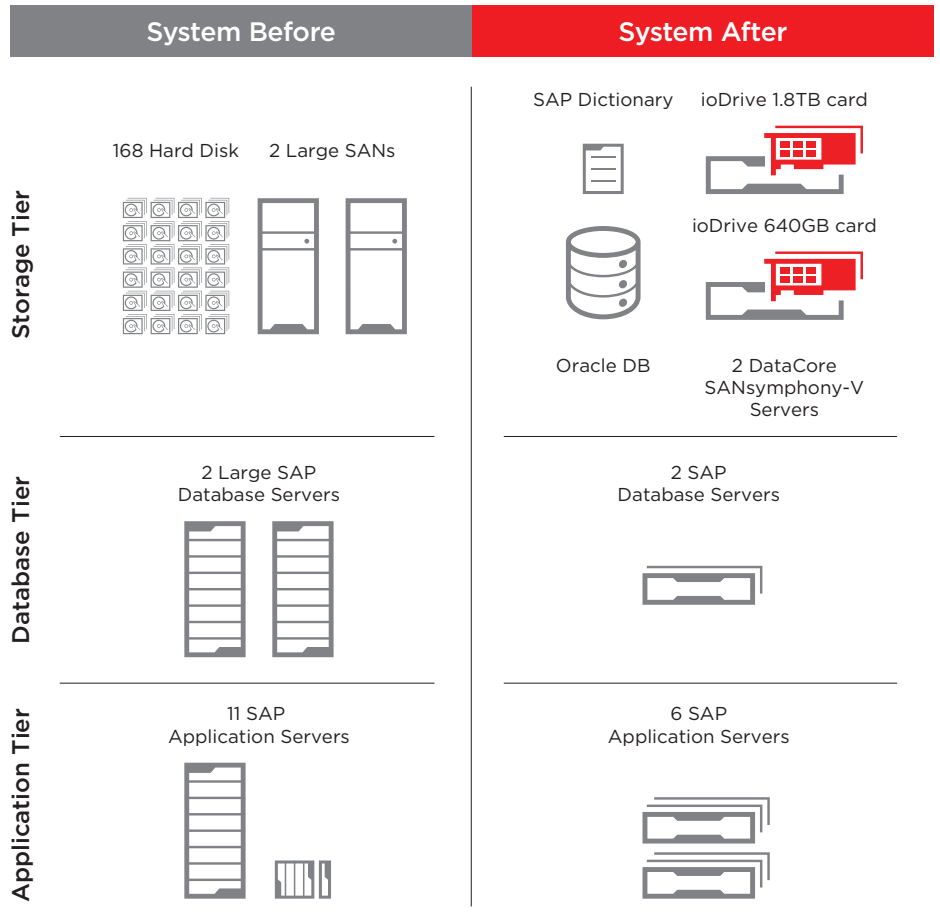 System Before
System After
Storage Tier
168 Hard Disk
2 Large SANs
SAP Dictionary
ioDrive 1.8TB card
ioDrive 640GB card
Oracle DB
2 DataCore
SANsymphony-V
Servers
Database Tier
2 Large SAP
Database Servers
2 SAP
Database Servers
Application Tier
11 SAP
Application Servers
6 SAP
Application Servers